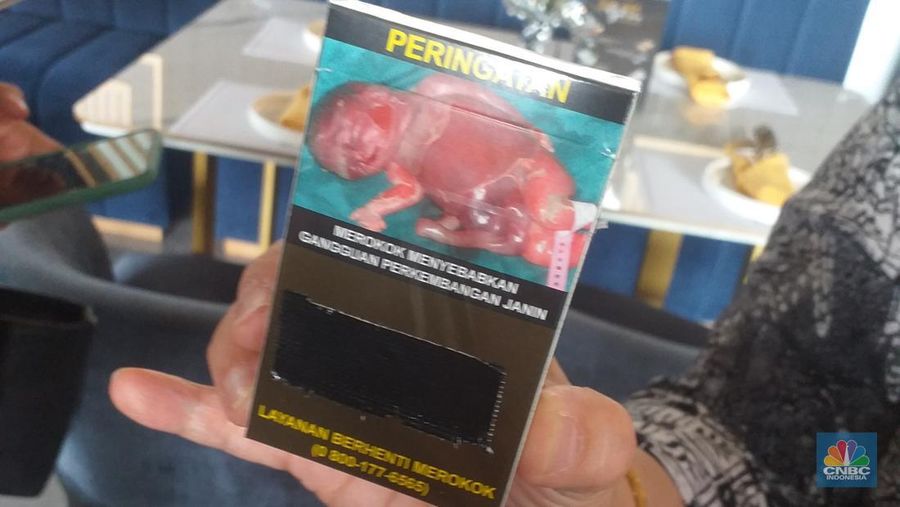 PERINGATAN
MEROKOK MENYEBABKAN
GANGGUAN PERKEMBANGAN JANIN
LAYANAN BERHENTI MEROKOK
(0 800-177-6565)
CNBC
INDONESIA